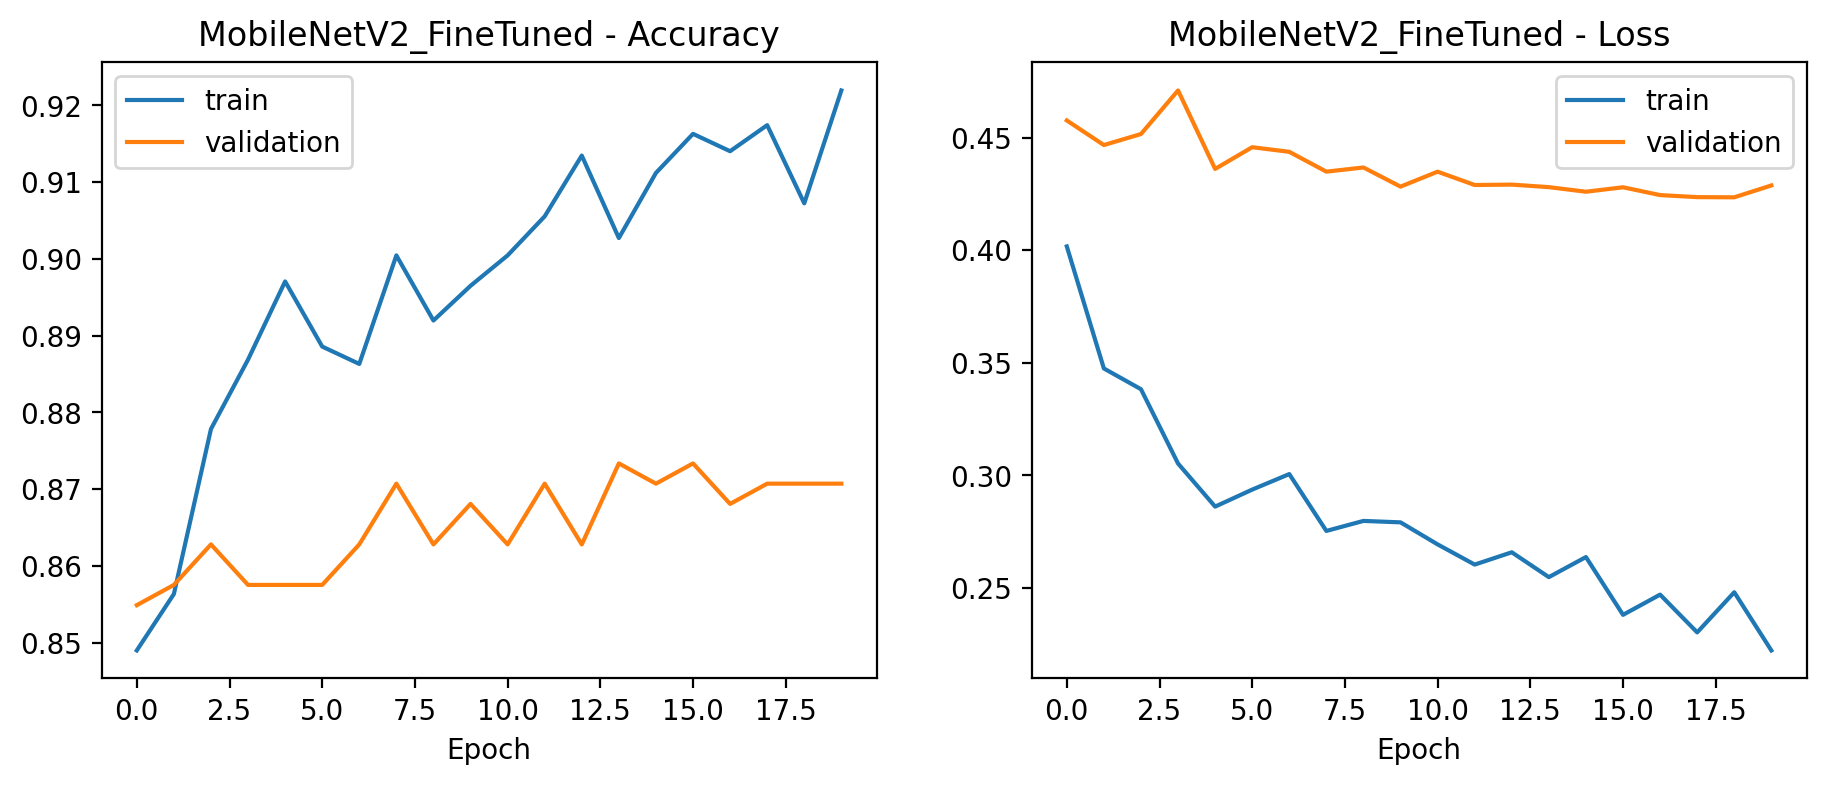 MobileNetV2_FineTuned - Accuracy
train
validation
0.92
0.91
0.90
0.89
0.88
0.87
0.86
0.85
0.0 2.5 5.0 7.5 10.0 12.5 15.0 17.5
Epoch
MobileNetV2_FineTuned - Loss
train
validation
0.45
0.40
0.35
0.30
0.25
0.0 2.5 5.0 7.5 10.0 12.5 15.0 17.5
Epoch